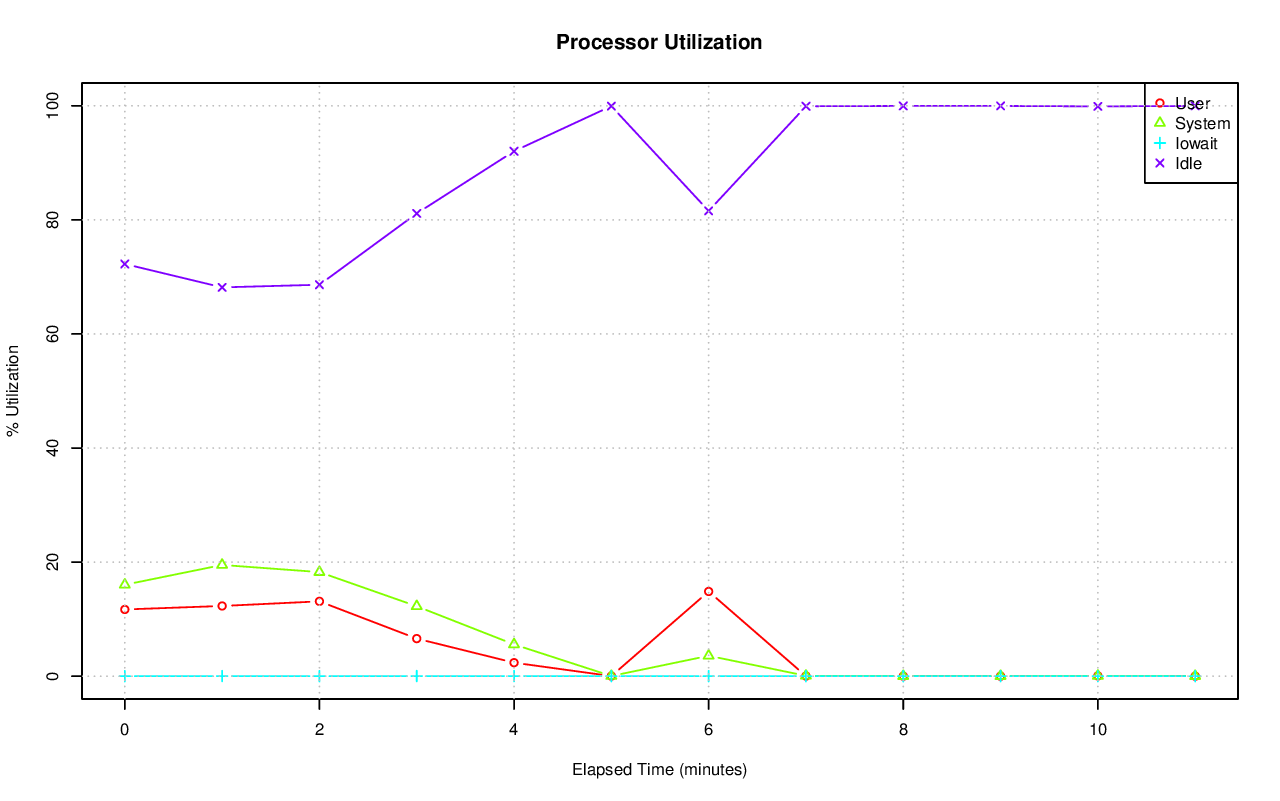 Processor Utilization
% Utilization
100
80
60
40
20
0
User
System
Iowait
Idle
0 2 4 6 8 10
Elapsed Time (minutes)